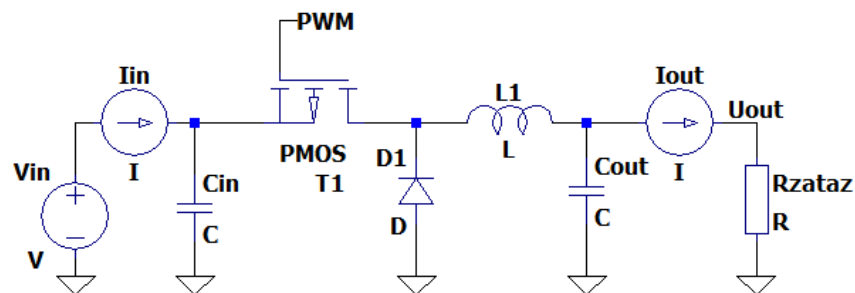 PWM
Iin
I
Vin
V
Cin
C
PMOS
T1
D1
D
L1
L
Cout
C
Iout
I
Uout
Rzataz
R